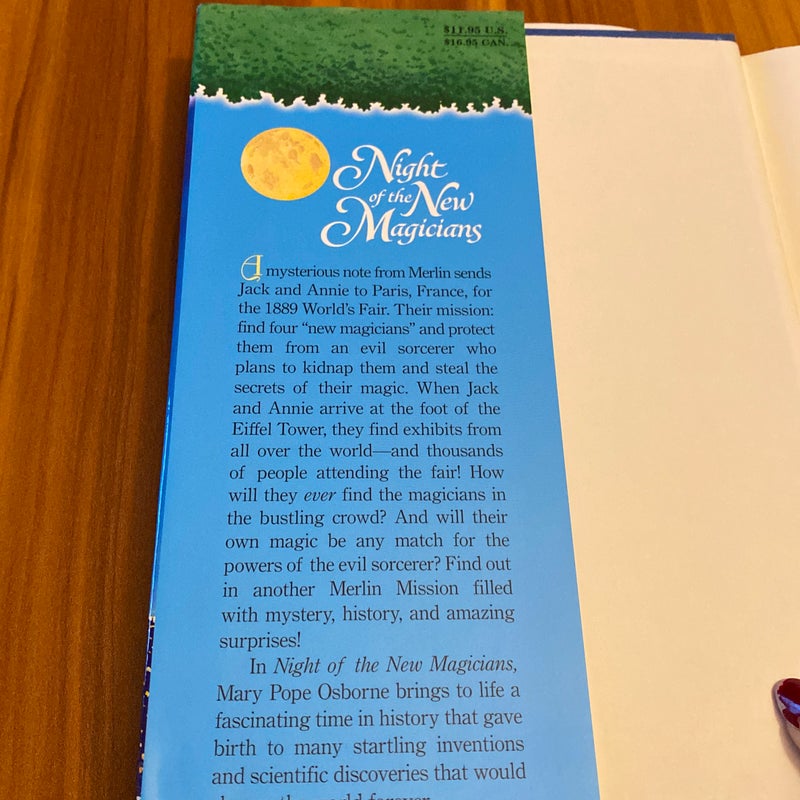 $11.95 U.S.
$16.95 CAN.
Night
of the New
Magicians
A mysterious note from Merlin sends
Jack and Annie to Paris, France, for
the 1889 World's Fair. Their mission:
find four "new magicians" and protect
them from an evil sorcerer who
plans to kidnap them and steal the
secrets of their magic. When Jack
and Annie arrive at the foot of the
Eiffel Tower, they find exhibits from
all over the world—and thousands
of people attending the fair! How
will they ever find the magicians in
the bustling crowd? And will their
own magic be any match for the
powers of the evil sorcerer? Find out
in another Merlin Mission filled
with mystery, history, and amazing
surprises!
In Night of the New Magicians,
Mary Pope Osborne brings to life a
fascinating time in history that gave
birth to many startling inventions
and scientific discoveries that would
the world forever.